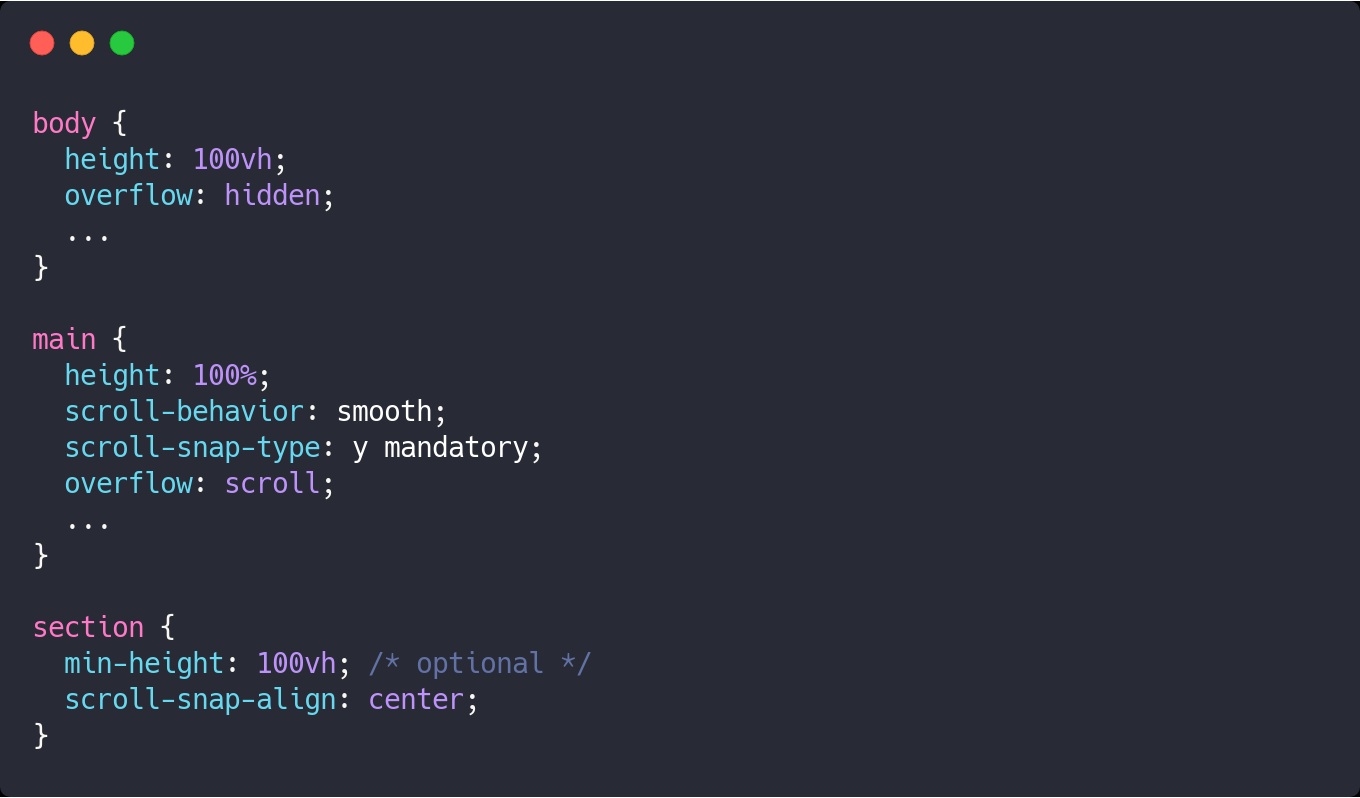 body {
  height: 100vh;
  overflow: hidden;
  ...
}

main {
  height: 100%;
  scroll-behavior: smooth;
  scroll-snap-type: y mandatory;
  overflow: scroll;
  ...
}

section {
  min-height: 100vh; /* optional */
  scroll-snap-align: center;
}